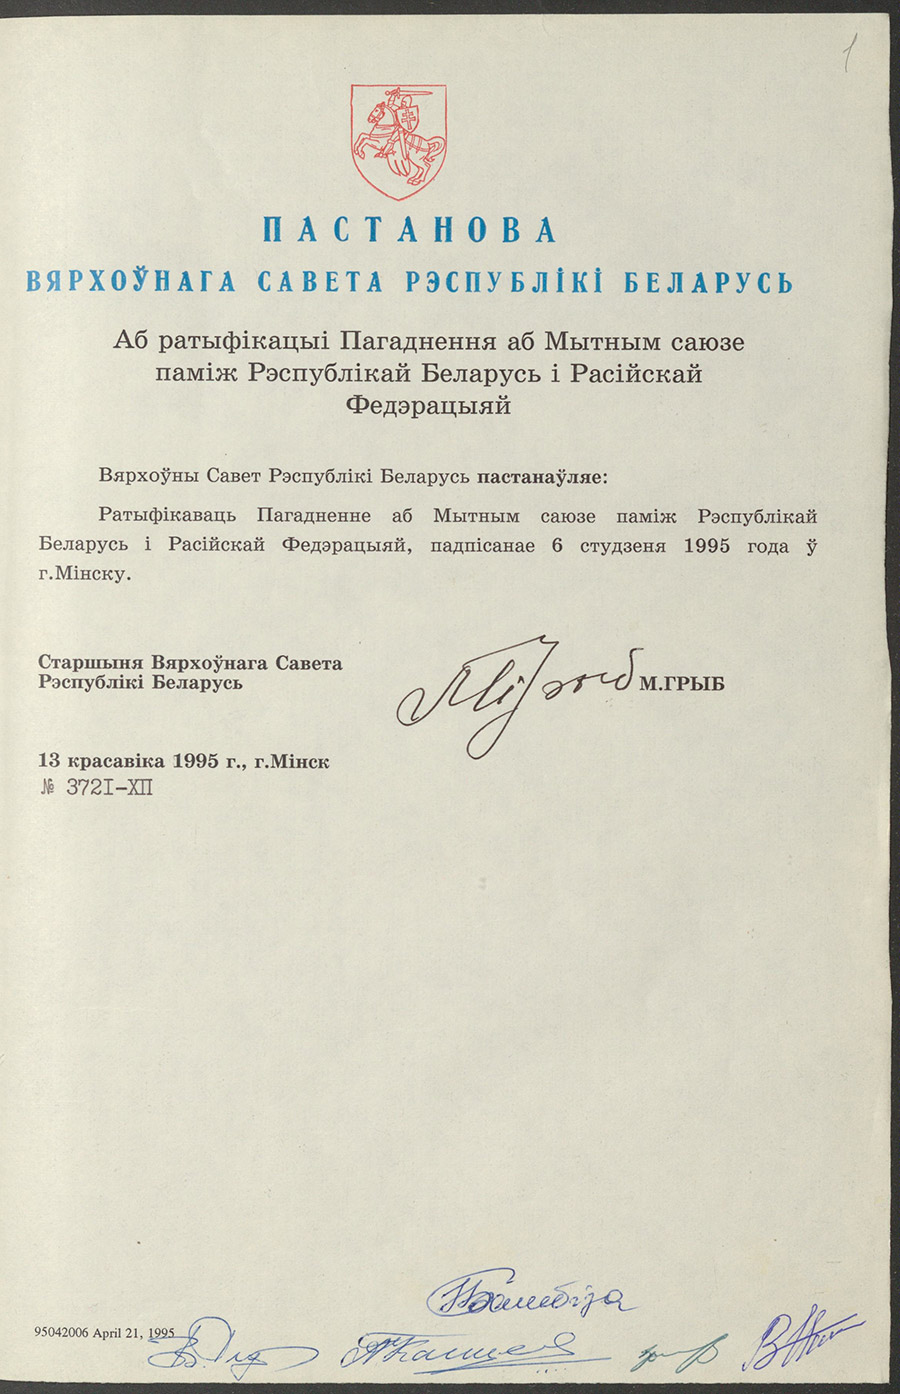 1
ПАСТАНОВА
ВЯРХОЎНАГА САВЕТА РЭСПУБЛІКІ БЕЛАРУСЬ
Аб ратыфікацыі Пагаднення аб Мытным саюзе
паміж Рэспублікай Беларусь і Расійскай
Федэрацыяй
Вярхоўны Савет Рэспублікі Беларусь пастанаўляе:
Ратыфікаваць Пагадненне аб Мытным саюзе паміж Рэспублікай
Беларусь і Расійскай Федэрацыяй, падпісанае 6 студзеня 1995 года ў
г.Мінску.
Старшыня Вярхоўнага Савета
Рэспублікі Беларусь
М.ГРЫБ
13 красавіка 1995 г., г.Мінск
№ 372I-XII
95042006 April 21, 1995